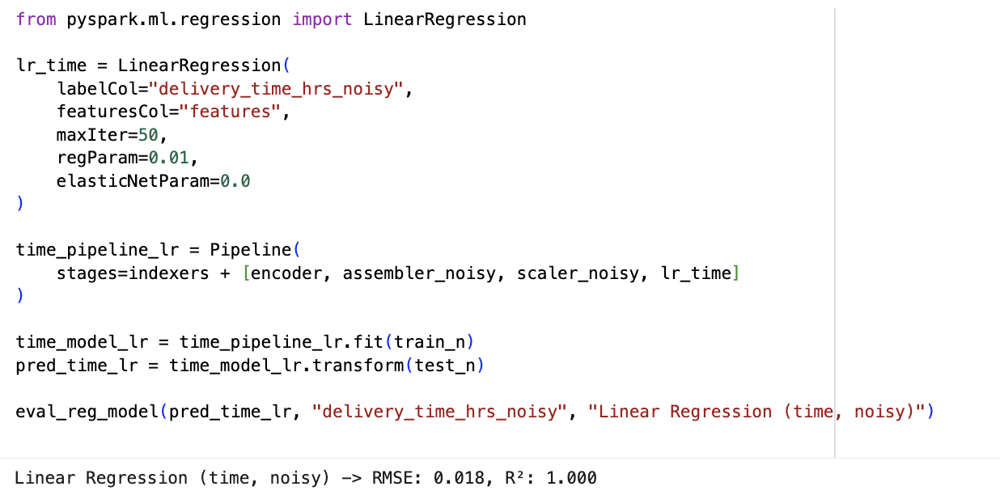 from pyspark.ml.regression import LinearRegression
lr_time = LinearRegression(
    labelCol="delivery_time_hrs_noisy",
    featuresCol="features",
    maxIter=50,
    regParam=0.01,
    elasticNetParam=0.0
)
time_pipeline_lr = Pipeline(
    stages=indexers + [encoder, assembler_noisy, scaler_noisy, lr_time]
)
time_model_lr = time_pipeline_lr.fit(train_n)
pred_time_lr = time_model_lr.transform(test_n)
eval_reg_model(pred_time_lr, "delivery_time_hrs_noisy", "Linear Regression (time, noisy)")
Linear Regression (time, noisy) —> RMSE: 0.018, R²: 1.000